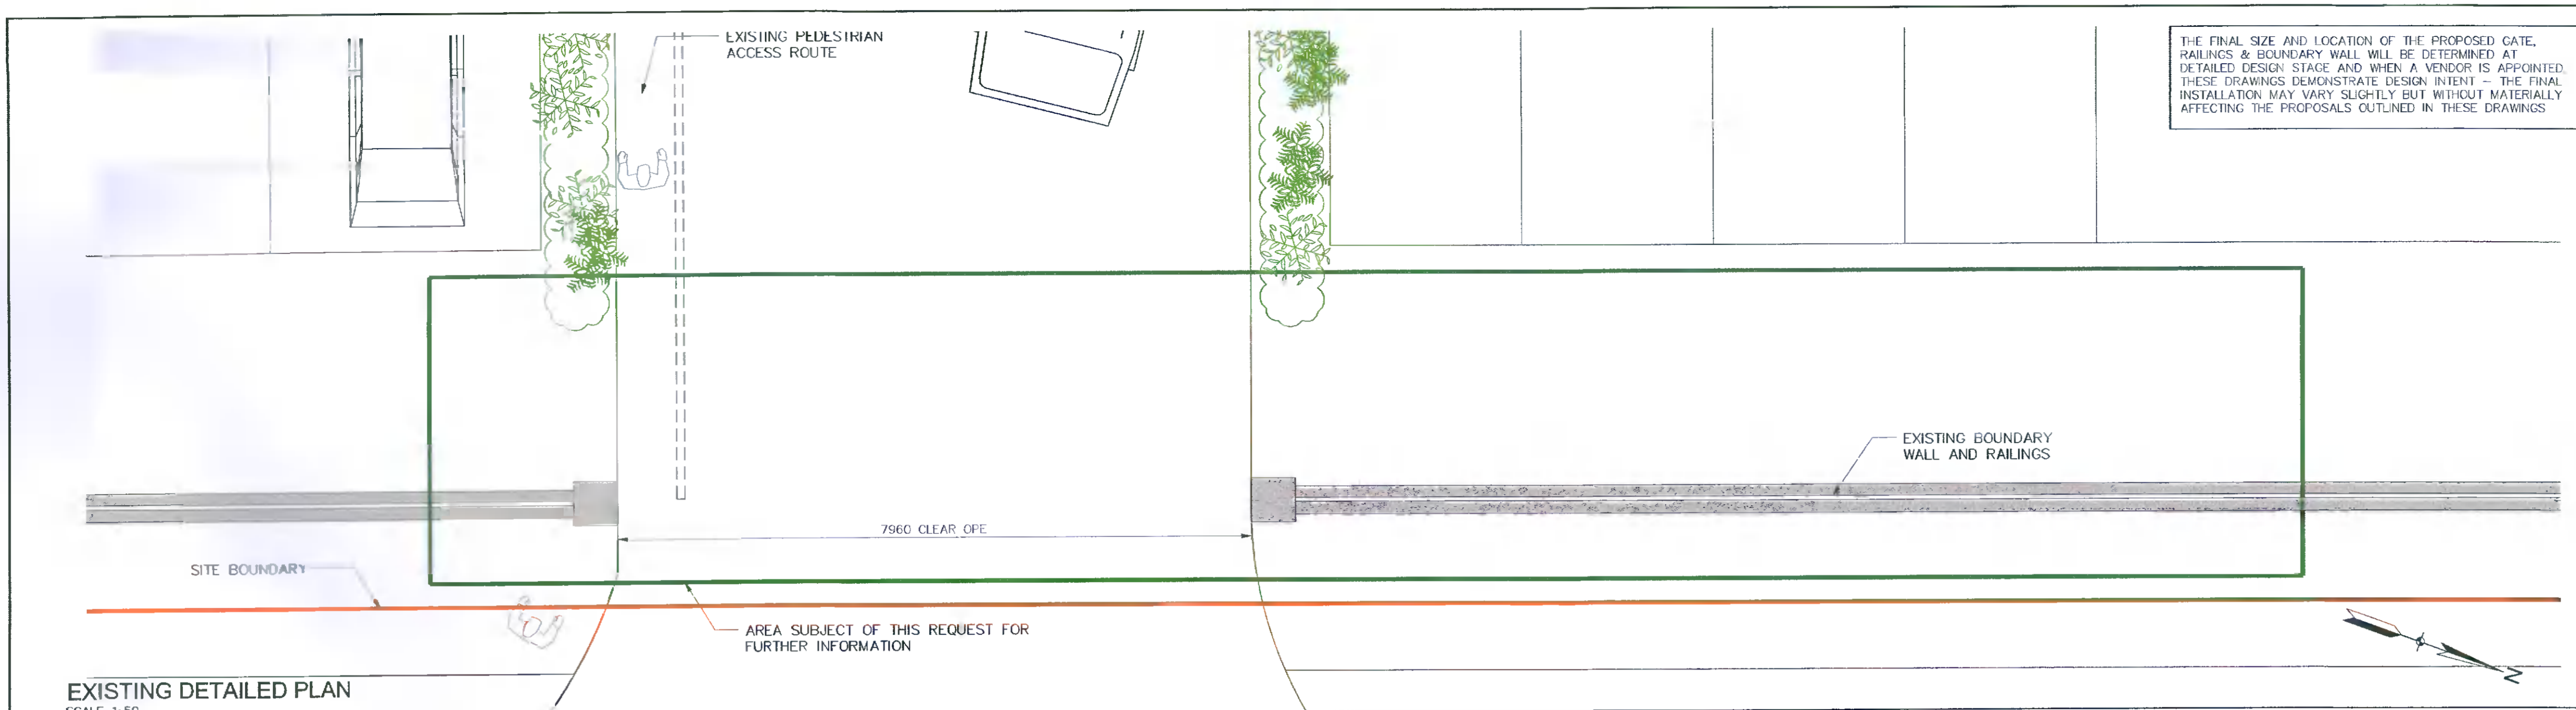 EXISTING PEDESTRIAN
ACCESS ROUTE
THE FINAL SIZE AND LOCATION OF THE PROPOSED GATE,
RAILINGS & BOUNDARY WALL WILL BE DETERMINED AT
DETAILED DESIGN STAGE AND WHEN A VENDOR IS APPOINTED.
THESE DRAWINGS DEMONSTRATE DESIGN INTENT - THE FINAL
INSTALLATION MAY VARY SLIGHTLY BUT WITHOUT MATERIALLY
AFFECTING THE PROPOSALS OUTLINED IN THESE DRAWINGS
EXISTING BOUNDARY
WALL AND RAILINGS
7960 CLEAR OPE
SITE BOUNDARY
AREA SUBJECT OF THIS REQUEST FOR
FURTHER INFORMATION
N
EXISTING DETAILED PLAN
SCALE 1:50